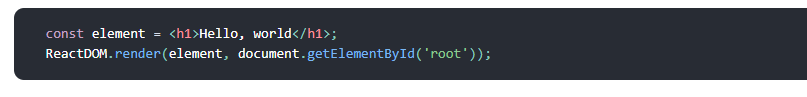 const element = <h1>Hello, world</h1>;
ReactDOM.render(element, document.getElementById('root'));